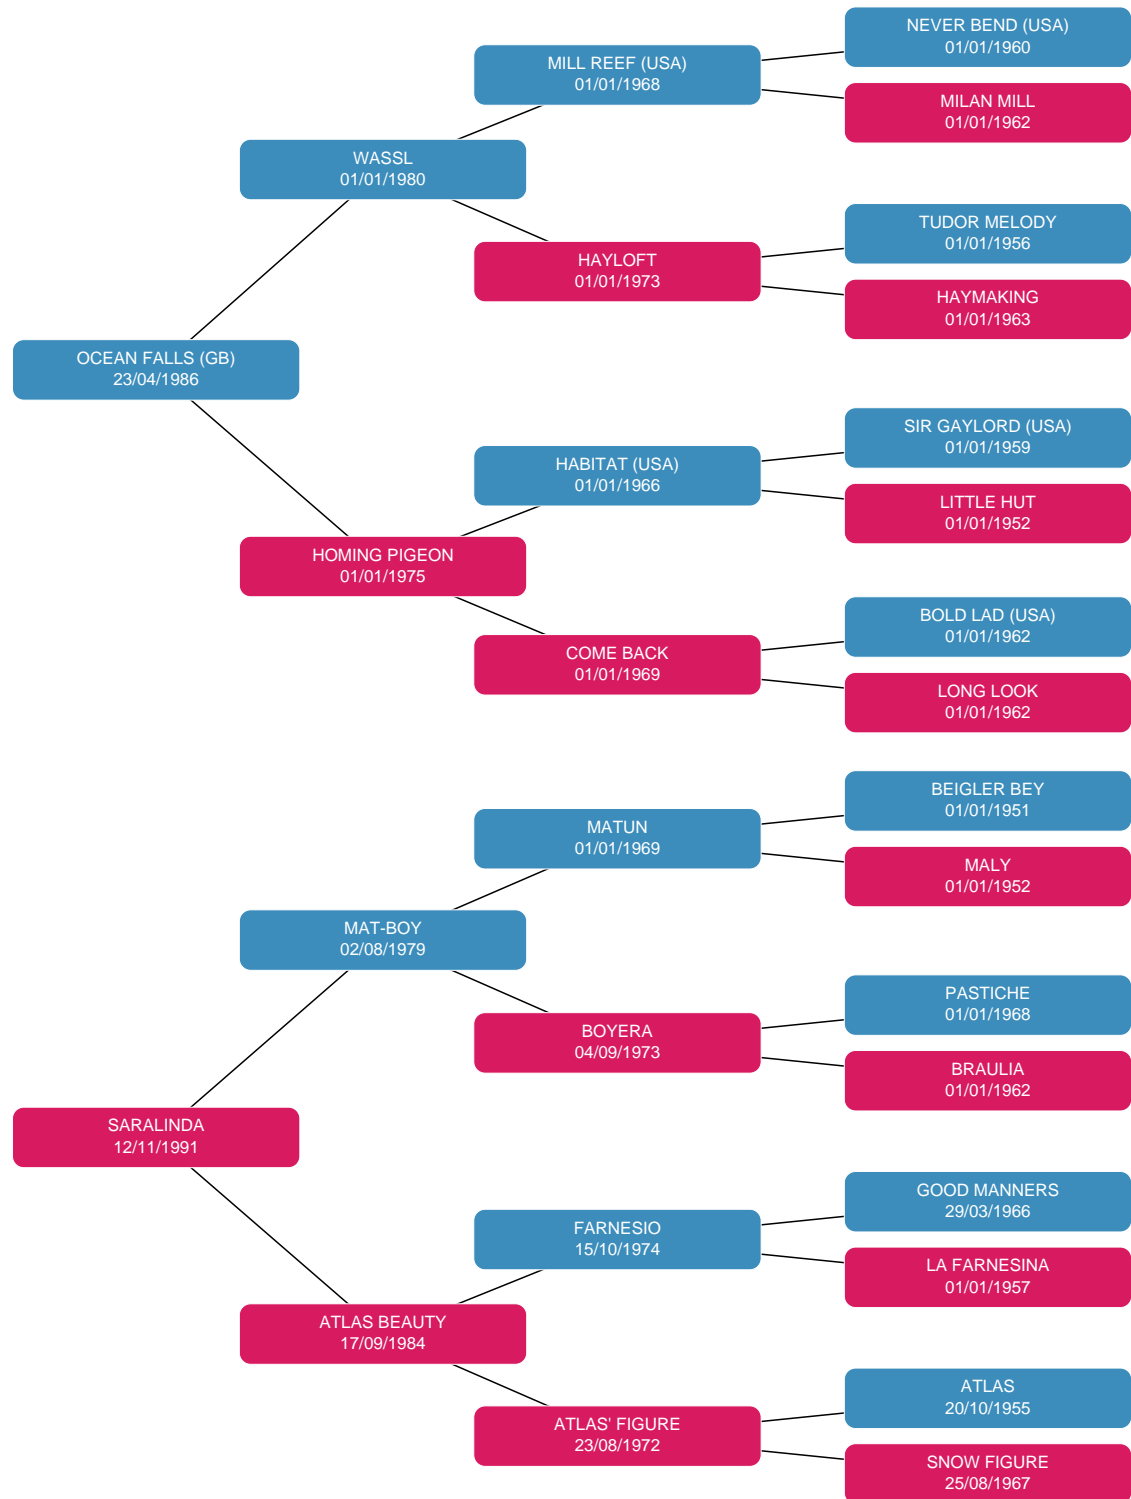 NEVER BEND (USA)
01/01/1960
MILL REEF (USA)
01/01/1968
MILAN MILL
01/01/1962
WASSL
01/01/1980
TUDOR MELODY
01/01/1956
HAYLOFT
01/01/1973
HAYMAKING
01/01/1963
OCEAN FALLS (GB)
23/04/1986
SIR GAYLORD (USA)
01/01/1959
HABITAT (USA)
01/01/1966
LITTLE HUT
01/01/1952
HOMING PIGEON
01/01/1975
BOLD LAD (USA)
01/01/1962
COME BACK
01/01/1969
LONG LOOK
01/01/1962
BEIGLER BEY
01/01/1951
MATUN
01/01/1969
MALY
01/01/1952
MAT-BOY
02/08/1979
PASTICHE
01/01/1968
BOYERA
04/09/1973
BRAULIA
01/01/1962
SARALINDA
12/11/1991
GOOD MANNERS
29/03/1966
FARNESIO
15/10/1974
LA FARNESINA
01/01/1957
ATLAS BEAUTY
17/09/1984
ATLAS
20/10/1955
ATLAS' FIGURE
23/08/1972
SNOW FIGURE
25/08/1967